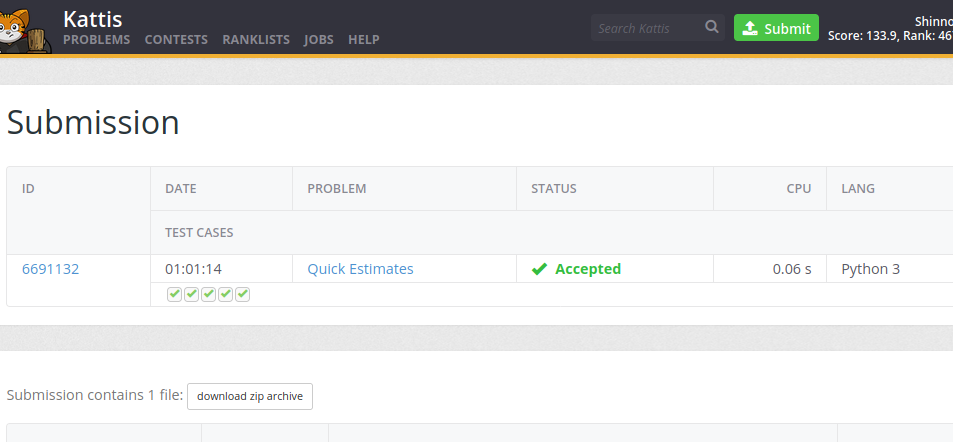 Kattis
PROBLEMS CONTESTS RANKLISTS JOBS HELP
Search Kattis
Submit
Shinno
Score: 133.9, Rank: 467
Submission
ID DATE PROBLEM STATUS CPU LANG
TEST CASES
6691132 01:01:14 Quick Estimates Accepted 0.06 s Python 3
Submission contains 1 file: download zip archive